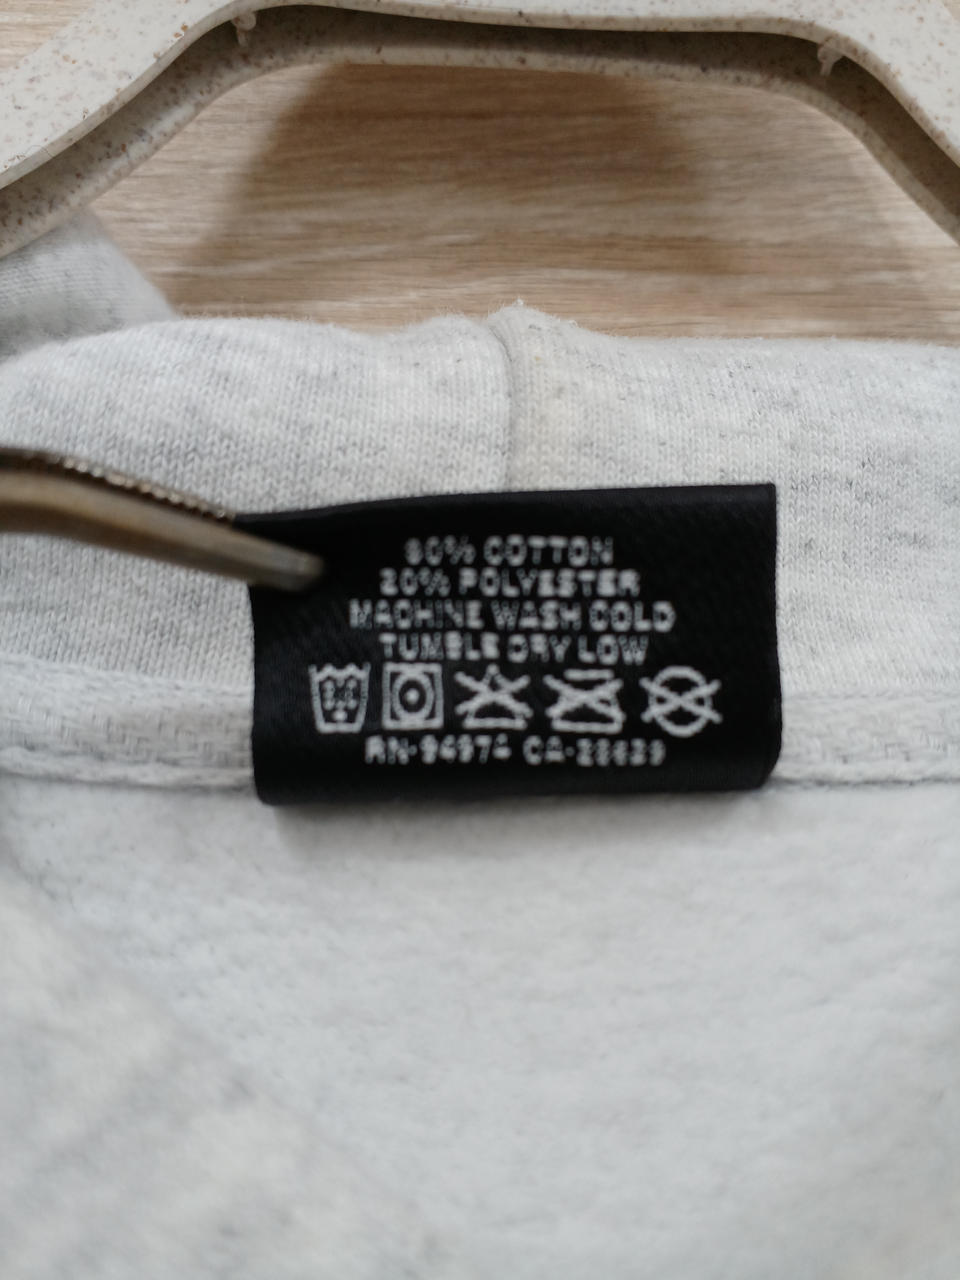 80% COTTON
20% POLYESTER
MACHINE WASH COLD
TUMBLE DRY LOW
RN-94974 CA-28629